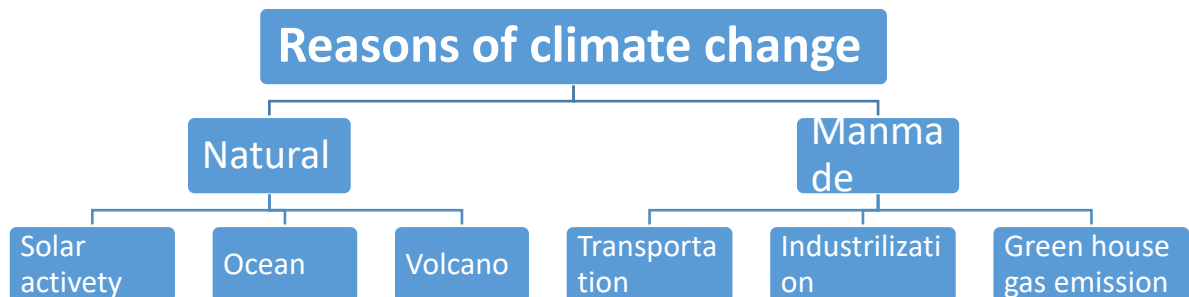 Reasons of climate change
Natural
Manma
de
Solar
activety
Ocean
Volcano
Transporta
tion
Industrilizati
on
Green house
gas emission